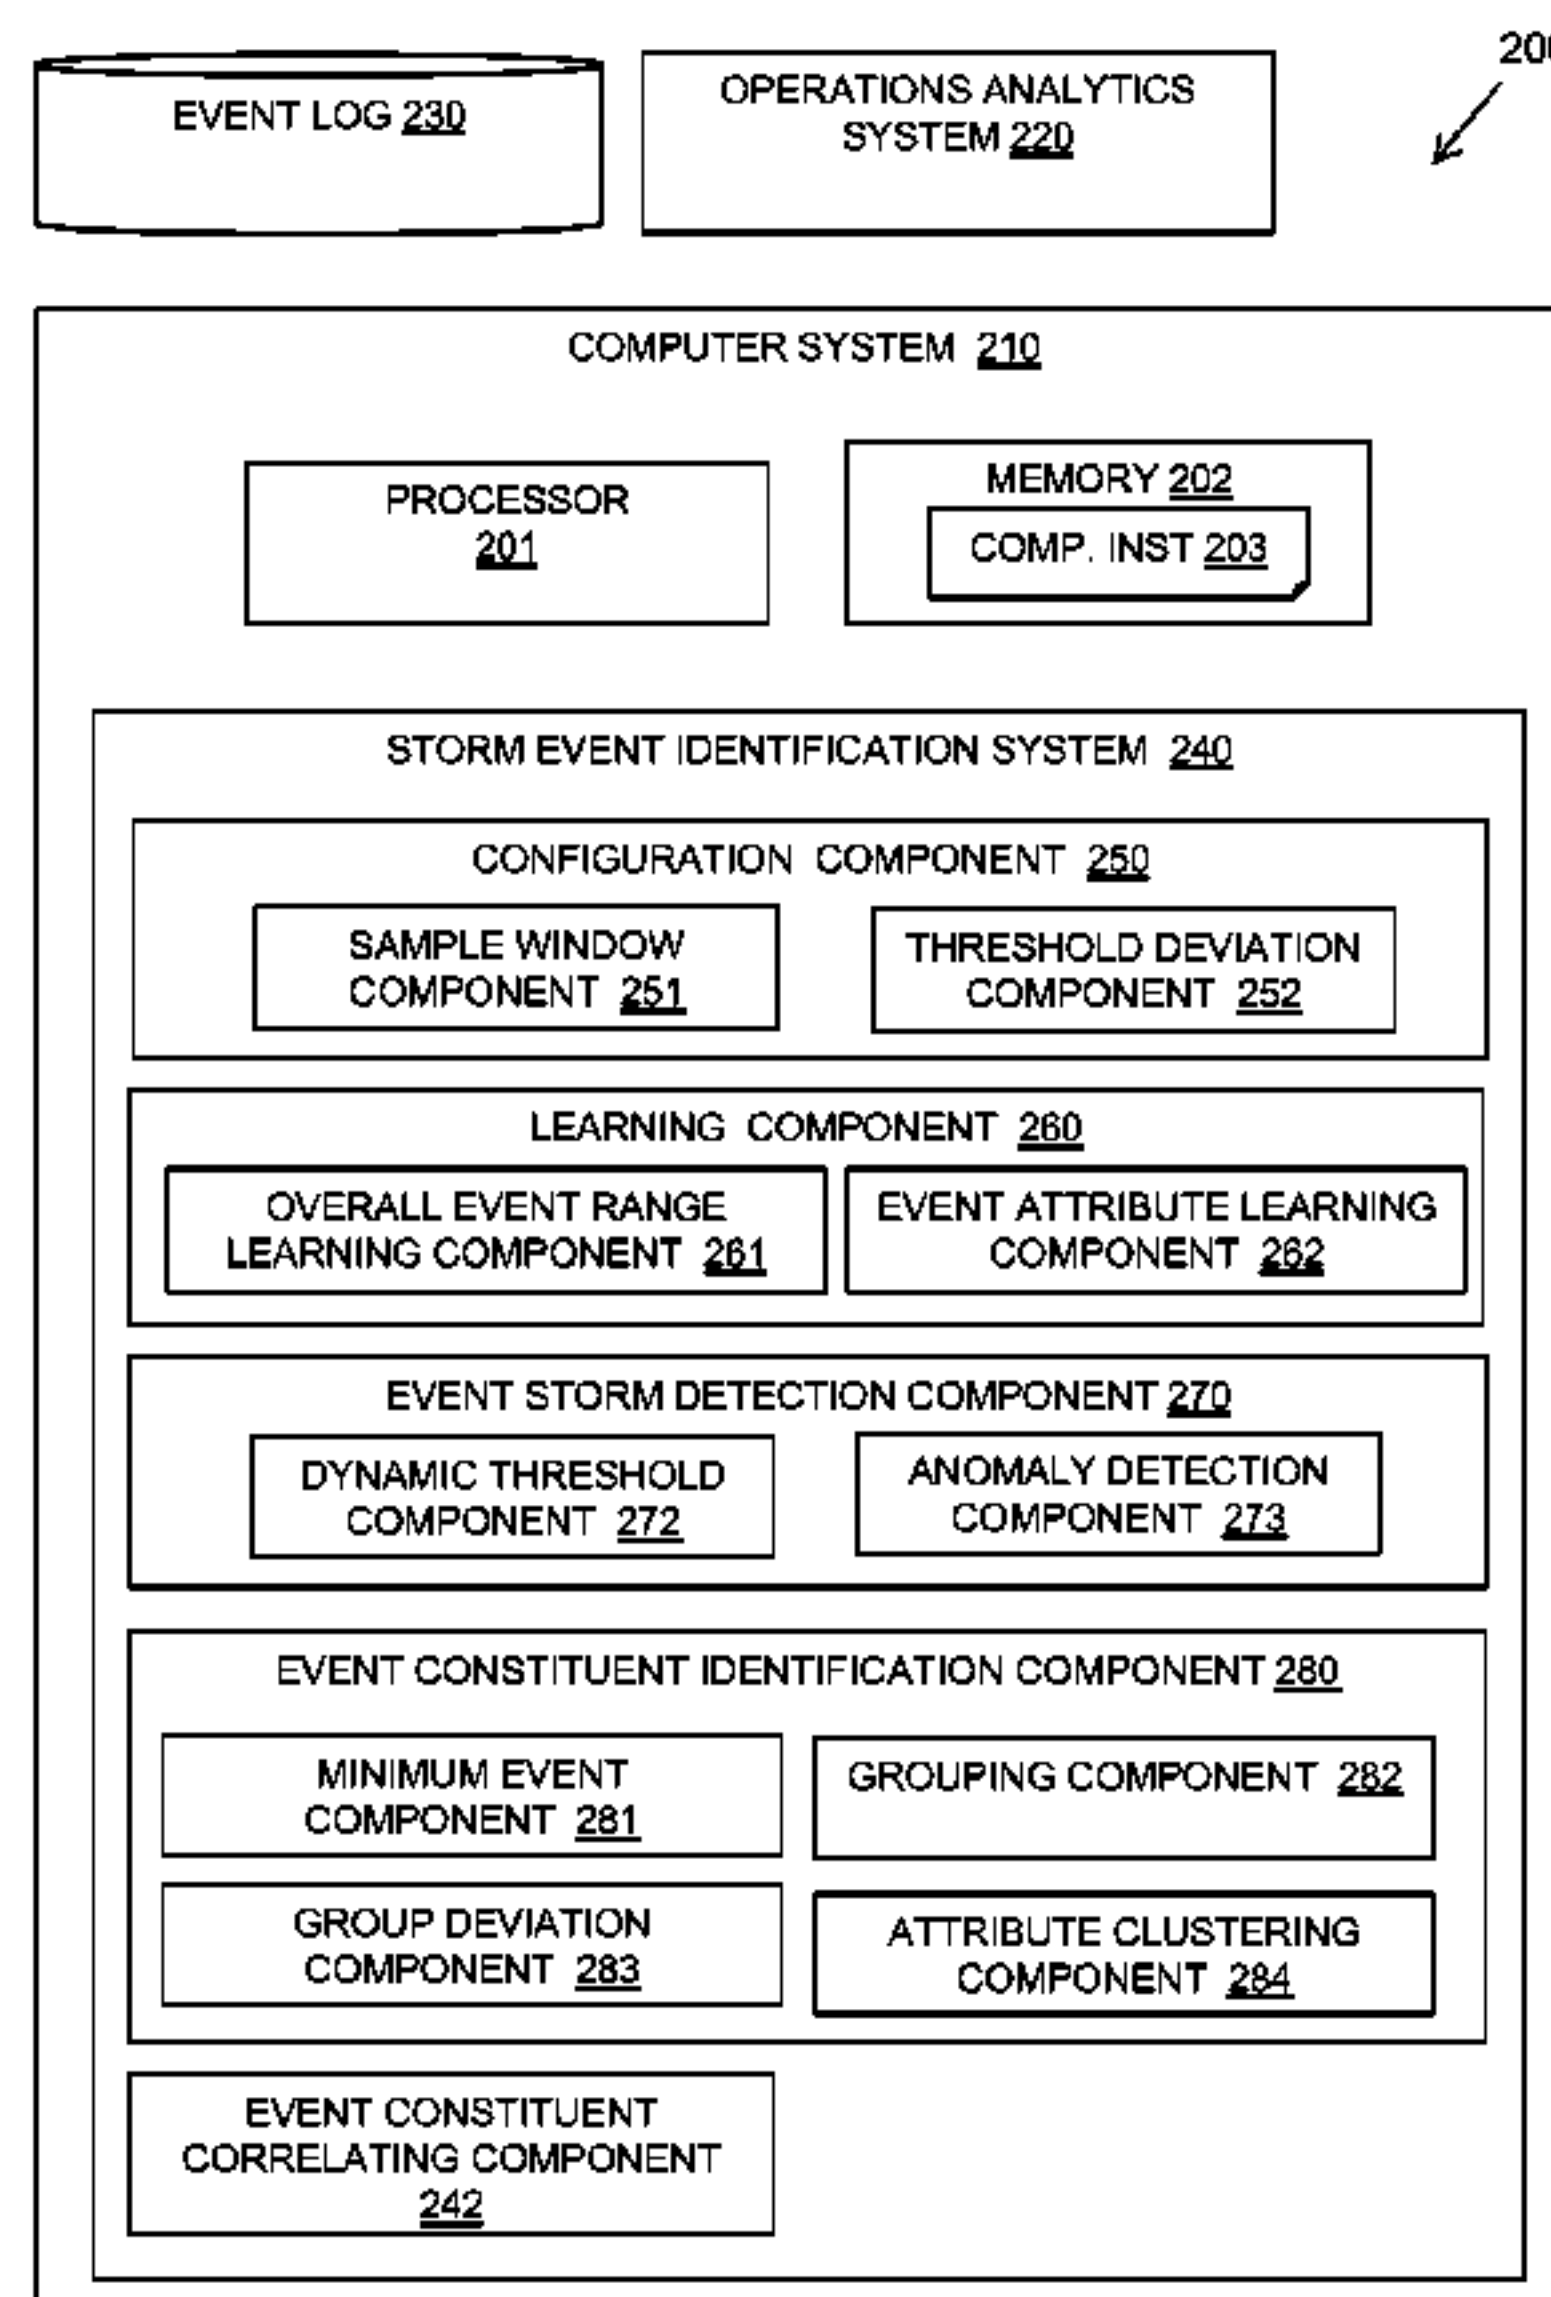 200
EVENT LOG 230
OPERATIONS ANALYTICS
SYSTEM 220
COMPUTER SYSTEM 210
PROCESSOR
201
MEMORY 202
COMP. INST 203
STORM EVENT IDENTIFICATION SYSTEM 240
CONFIGURATION COMPONENT 250
SAMPLE WINDOW
COMPONENT 251
THRESHOLD DEVIATION
COMPONENT 252
LEARNING COMPONENT 260
OVERALL EVENT RANGE
LEARNING COMPONENT 261
EVENT ATTRIBUTE LEARNING
COMPONENT 262
EVENT STORM DETECTION COMPONENT 270
DYNAMIC THRESHOLD
COMPONENT 272
ANOMALY DETECTION
COMPONENT 273
EVENT CONSTITUENT IDENTIFICATION COMPONENT 280
MINIMUM EVENT
COMPONENT 281
GROUPING COMPONENT 282
GROUP DEVIATION
COMPONENT 283
ATTRIBUTE CLUSTERING
COMPONENT 284
EVENT CONSTITUENT
CORRELATING COMPONENT
242